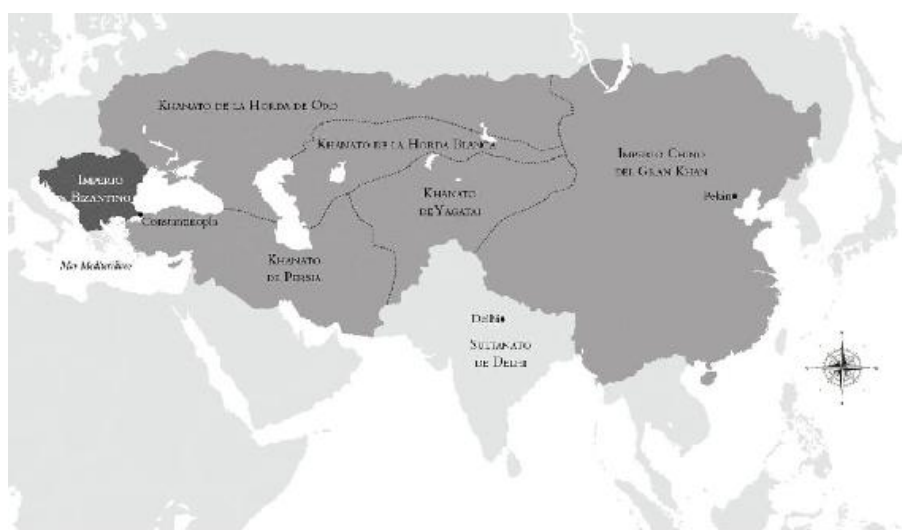 KHANATO DE LA HORDA DE ORO
KHANATO DE LA HORDA BLANCA
IMPERIO CHINO
DEL GRAN KHAN
IMPERIO
BIZANTINO
KHANATO
DE YAGATAI
Pekín
Constantinopla
Mar Mediterráneo
KHANATO
DE PERSIA
Delhi
SULTANATO
DE DELHI